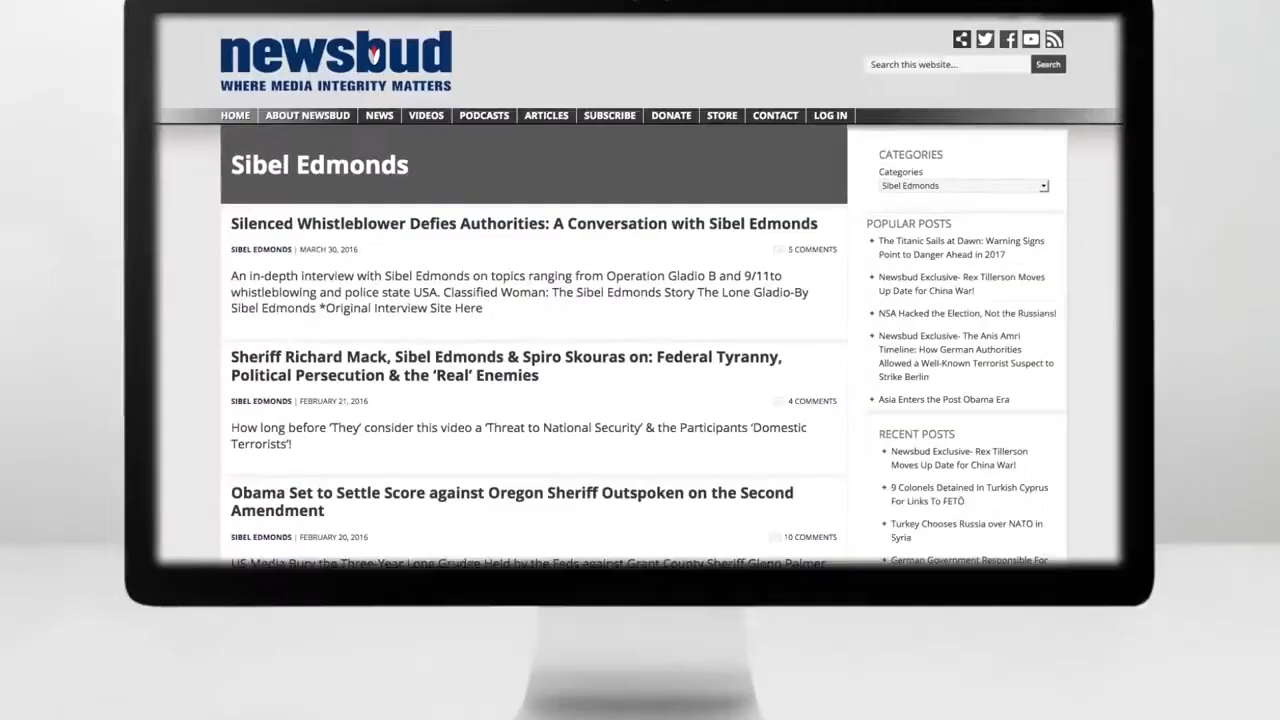 newsbud
WHERE MEDIA INTEGRITY MATTERS
Search this website...
Search
HOME
ABOUT NEWSBUD
NEWS
VIDEOS
PODCASTS
ARTICLES
SUBSCRIBE
DONATE
STORE
CONTACT
LOG IN
Sibel Edmonds
Silenced Whistleblower Defies Authorities: A Conversation with Sibel Edmonds
SIBEL EDMONDS | MARCH 30, 2016
5 COMMENTS
An in-depth interview with Sibel Edmonds on topics ranging from Operation Gladio B and 9/11to
whistleblowing and police state USA. Classified Woman: The Sibel Edmonds Story The Lone Gladio-By
Sibel Edmonds *Original Interview Site Here
Sheriff Richard Mack, Sibel Edmonds & Spiro Skouras on: Federal Tyranny,
Political Persecution & the ‘Real’ Enemies
SIBEL EDMONDS | FEBRUARY 21, 2016
4 COMMENTS
How long before ‘They’ consider this video a ‘Threat to National Security’ & the Participants ‘Domestic
Terrorists’!
Obama Set to Settle Score against Oregon Sheriff Outspoken on the Second
Amendment
SIBEL EDMONDS | FEBRUARY 20, 2016
10 COMMENTS
US Media Bury the Three-Year Long Grudge Held by the Feds against Grant County Sheriff Glenn Palmer
CATEGORIES
Categories
Sibel Edmonds
POPULAR POSTS
The Titanic Sails at Dawn: Warning Signs
Point to Danger Ahead in 2017
Newsbud Exclusive- Rex Tillerson Moves
Up Date for China War!
NSA Hacked the Election, Not the Russians!
Newsbud Exclusive- The Anis Amri
Timeline: How German Authorities
Allowed a Well-Known Terrorist Suspect to
Strike Berlin
Asia Enters the Post Obama Era
RECENT POSTS
Newsbud Exclusive- Rex Tillerson
Moves Up Date for China War!
9 Colonels Detained In Turkish Cyprus
For Links To FETÖ
Turkey Chooses Russia over NATO in
Syria
German Government Responsible For